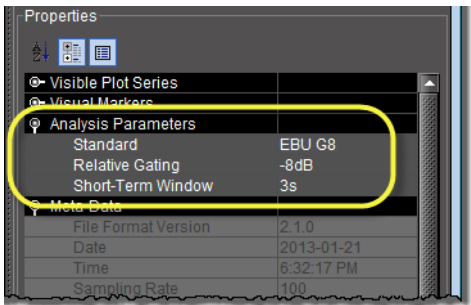 Properties
Visible Plot Series
Visual Markers
Analysis Parameters
Standard EBU G8
Relative Gating -8dB
Short-Term Window 3s
Meta Data
File Format Version 2.1.0
Date 2013-01-21
Time 6:32:17 PM
Sampling Rate 100